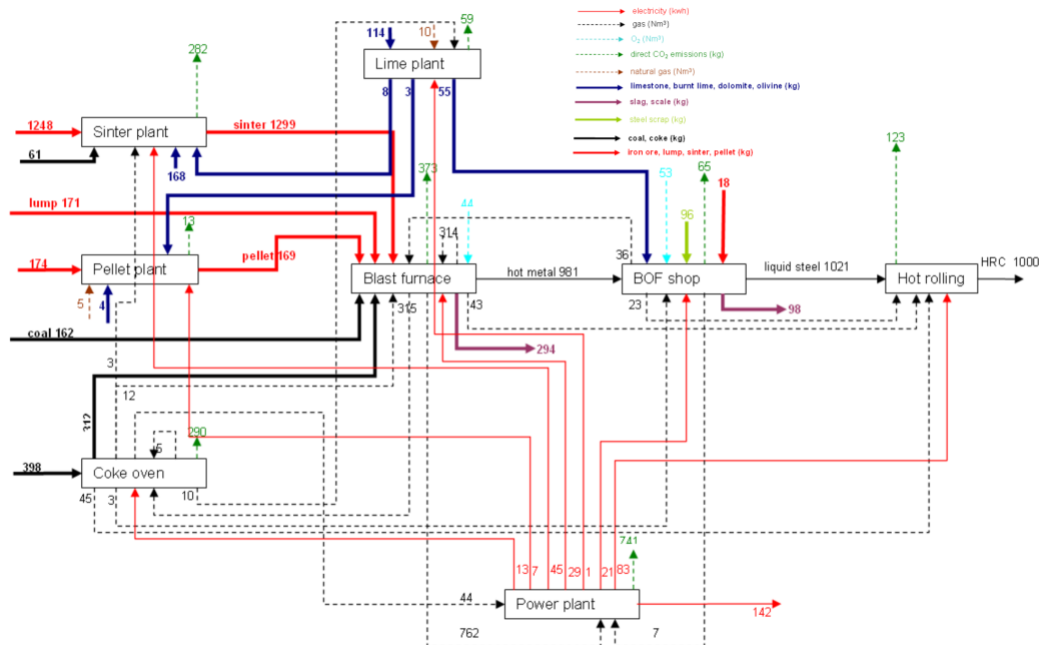 electricity (kwh)
gas (Nm³)
O₂ (Nm³)
direct CO₂ emissions (kg)
natural gas (Nm³)
limestone, burnt lime, dolomite, olivine (kg)
slag, scale (kg)
steel scrap (kg)
coal, coke (kg)
iron ore, lump, sinter, pellet (kg)
59
114
10
282
Lime plant
8
3
55
123
1248
Sinter plant
sinter 1299
61
168
373
53
65
18
lump 171
44
96
13
314
36
174
Pellet plant
pellet 169
Blast furnace
hot metal 981
BOF shop
liquid steel 1021
Hot rolling
HRC 1000
5
4
315
43
23
98
coal 162
294
3
12
312
290
5
398
Coke oven
45
3
10
741
13
7
45
29
1
21
83
44
Power plant
142
762
7